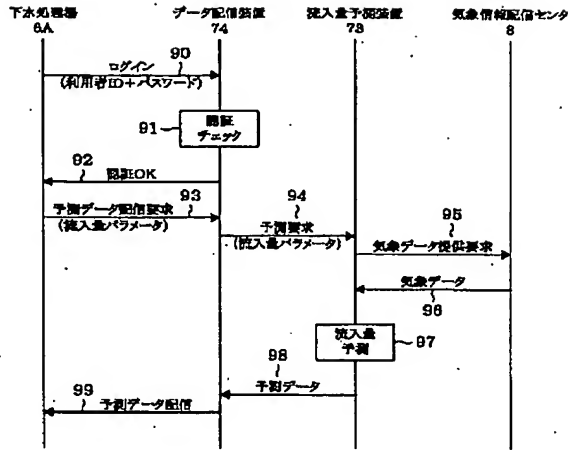 下水処理場
6A
データ配信装置
74
流入量予測装置
73
気象情報配信センタ
8
90
ログイン
(利用者ID+パスワード)
91
認証
チェック
92
認証OK
93
予測データ配信要求
(流入量パラメータ)
94
予測要求
(流入量パラメータ)
95
気象データ提供要求
気象データ
96
流入量
予測
97
98
予測データ
99
予測データ配信